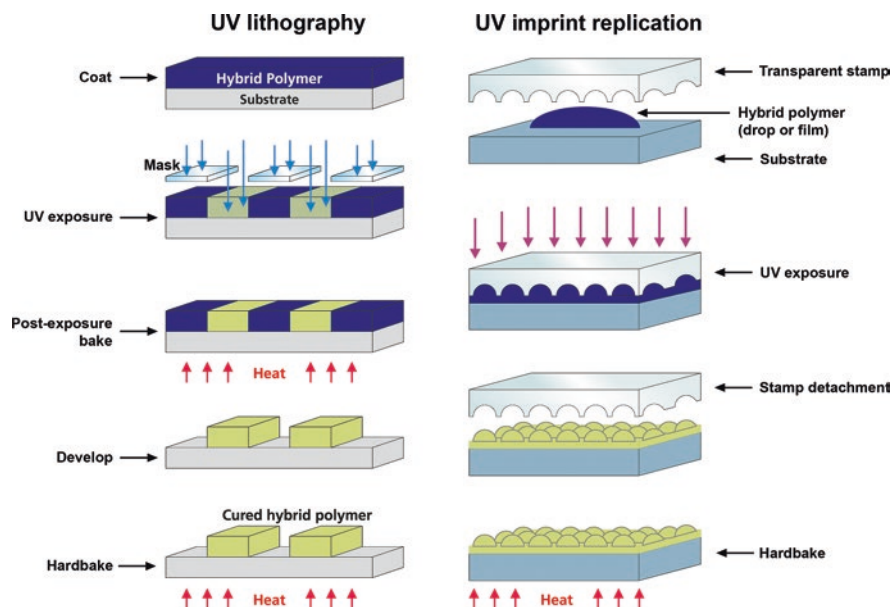 UV lithography
Coat
Hybrid Polymer
Substrate
Mask
UV exposure
Post-exposure
bake
Heat
Develop
Cured hybrid polymer
Hardbake
Heat
UV imprint replication
Transparent stamp
Hybrid polymer
(drop or film)
Substrate
UV exposure
Stamp detachment
Hardbake
Heat